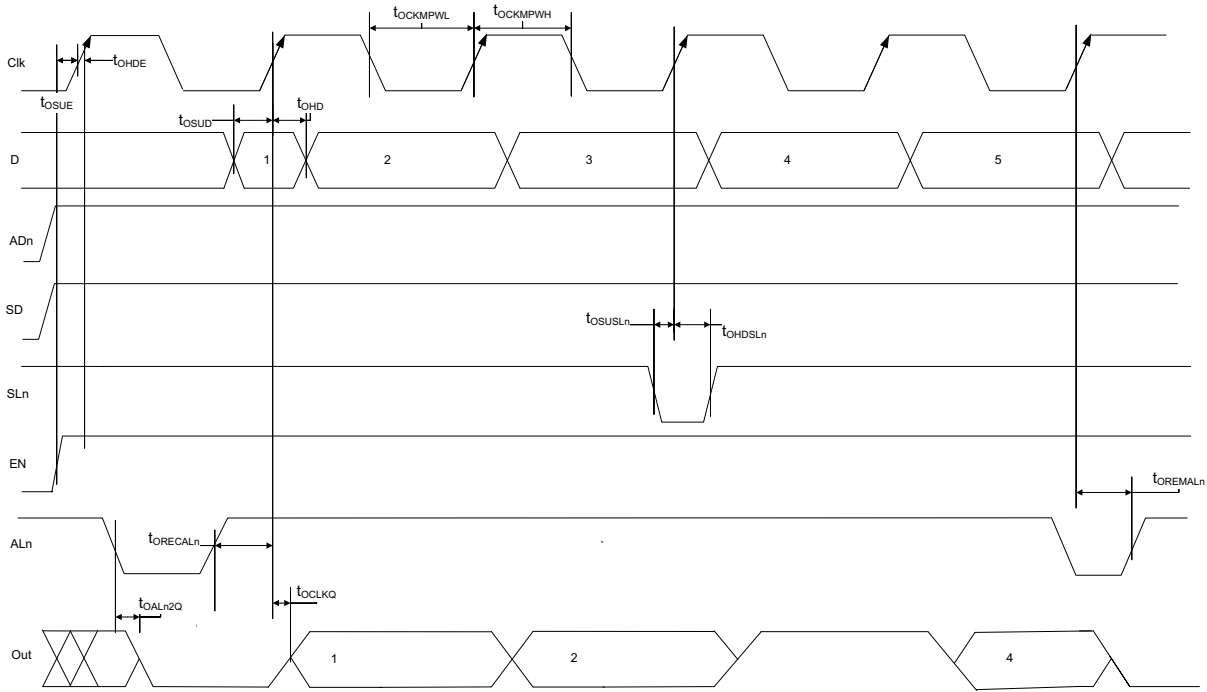 tOCKMPWL
tOCKMPWH
Clk
tOHDE
tOSUE
tOSUD
tOHD
D
1
2
3
4
5
ADn
SD
tOSUSLn
tOHDSLn
SLn
EN
tOREMALn
ALn
tORECALn
tOALn2Q
tOCLKQ
Out
1
2
4